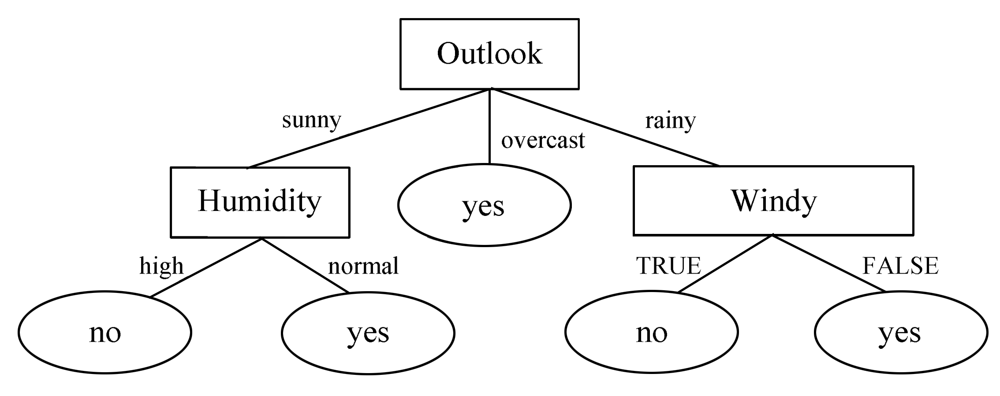 Outlook
sunny
overcast
rainy
Humidity
yes
Windy
high
normal
TRUE
FALSE
no
yes
no
yes